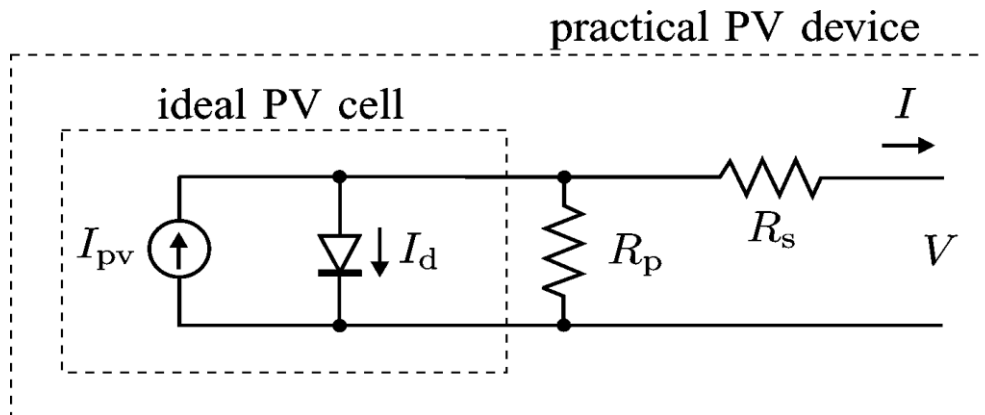 practical PV device
ideal PV cell
I
I_pv
I_d
R_p
R_s
V